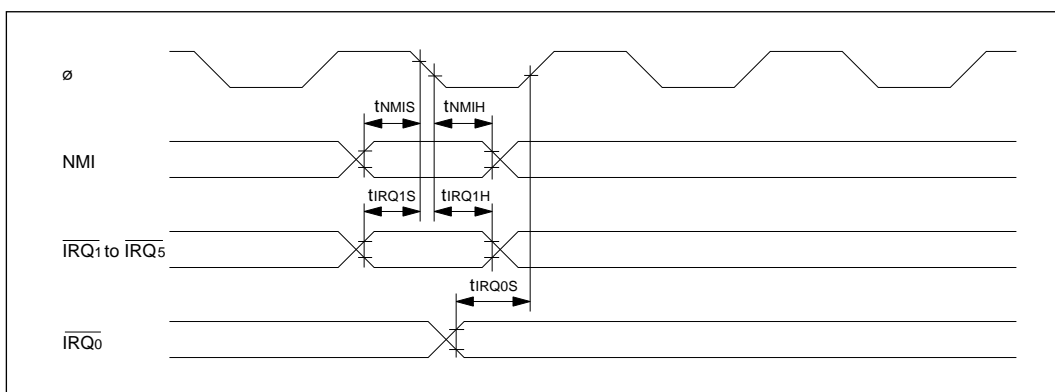 ø
tNMIS tNMIH
NMI
tIRQ1S tIRQ1H
IRQ1 to IRQ5
tIRQ0S
IRQ0